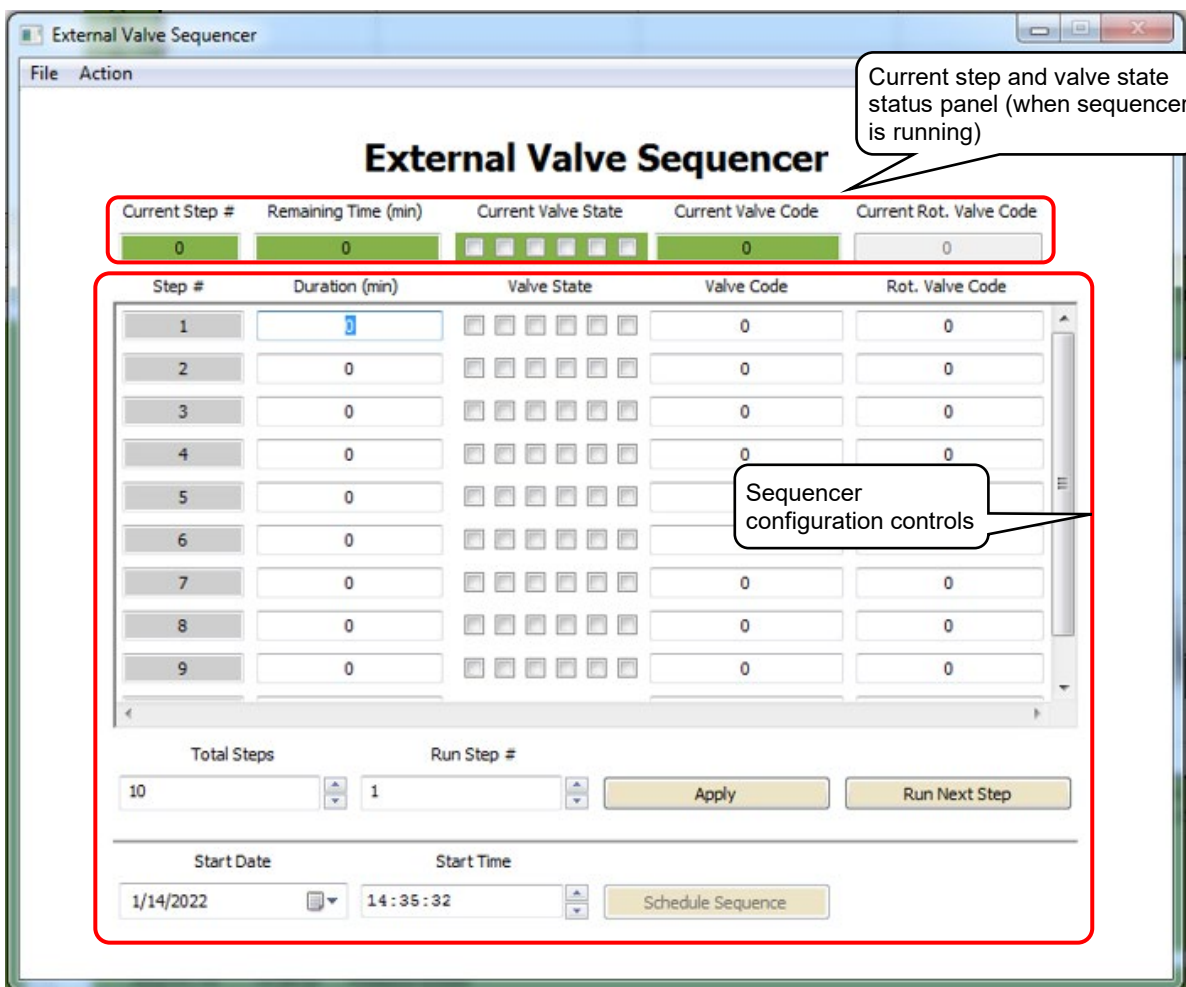 External Valve Sequencer
File Action
Current step and valve state
status panel (when sequencer
is running)
External Valve Sequencer
Current Step # Remaining Time (min) Current Valve State Current Valve Code Current Rot. Valve Code
0 0 0 0
Step # Duration (min) Valve State Valve Code Rot. Valve Code
1 0 0 0
2 0 0 0
3 0 0 0
4 0 0 0
5 0
6 0
Sequencer
configuration controls
7 0 0 0
8 0 0 0
9 0 0 0
Total Steps Run Step #
10 1 Apply Run Next Step
Start Date Start Time
1/14/2022 14:35:32 Schedule Sequence